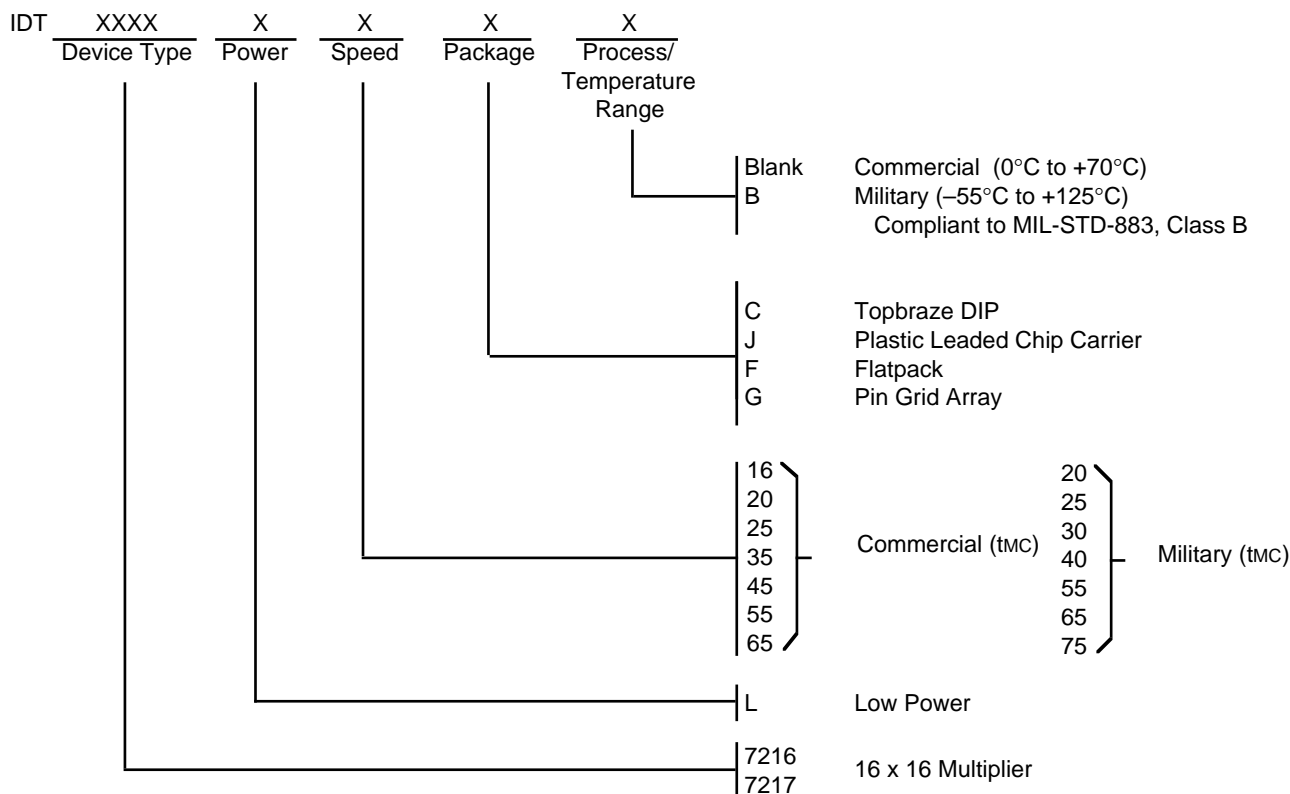 IDT XXXX X X X X
Device Type Power Speed Package Process/
Temperature
Range
Blank Commercial (0°C to +70°C)
B Military (–55°C to +125°C)
Compliant to MIL-STD-883, Class B
C Topbraze DIP
J Plastic Leaded Chip Carrier
F Flatpack
G Pin Grid Array
16
20
25
35
45
55
65
Commercial (tMC)
20
25
30
40
55
65
75
Military (tMC)
L Low Power
7216
7217
16 x 16 Multiplier